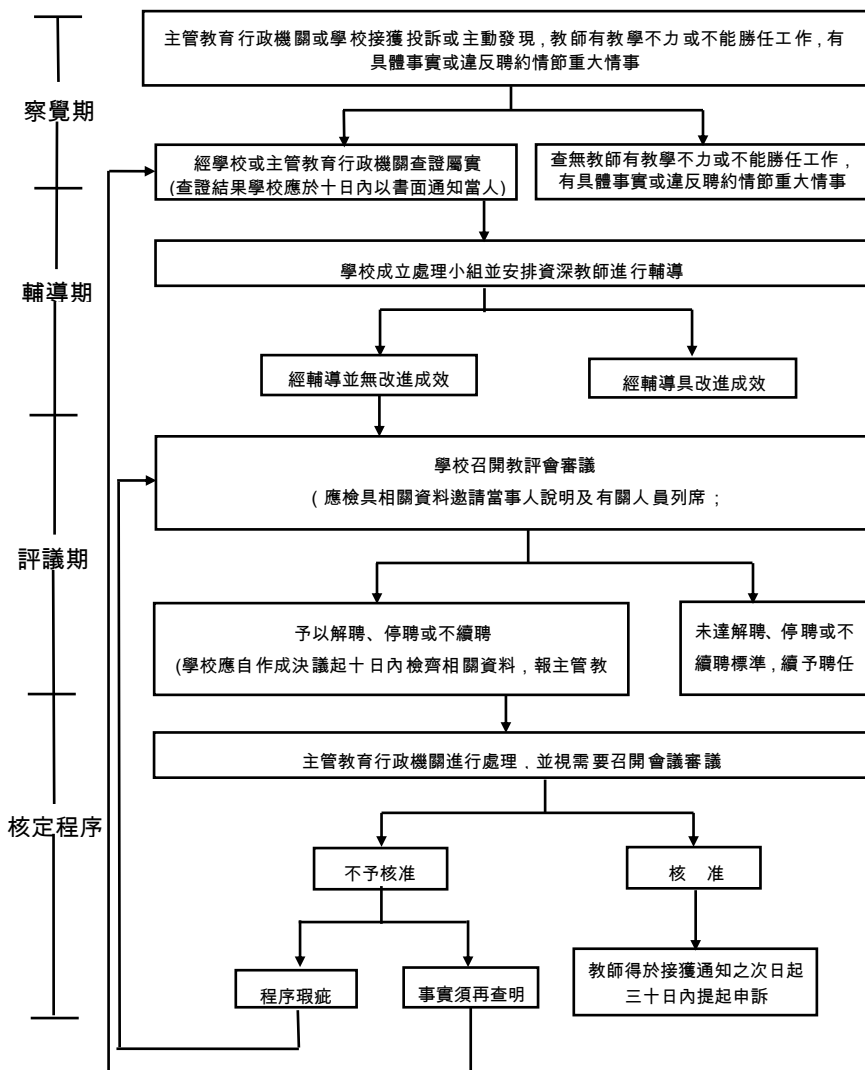 主管教育行政機關或學校接獲投訴或主動發現，教師有教學不力或不能勝任工作，有
具體事實或違反聘約情節重大情事
察覺期
經學校或主管教育行政機關查證屬實
(查證結果學校應於十日內以書面通知當人)
查無教師有教學不力或不能勝任工作，
有具體事實或違反聘約情節重大情事
輔導期
學校成立處理小組並安排資深教師進行輔導
經輔導並無改進成效
經輔導具改進成效
評議期
學校召開教評會審議
(應檢具相關資料邀請當事人說明及有關人員列席；
予以解聘、停聘或不續聘
(學校應自作成決議起十日內檢齊相關資料，報主管教
未達解聘、停聘或不
續聘標準，續予聘任
核定程序
主管教育行政機關進行處理，並視需要召開會議審議
不予核准
核 准
程序瑕疵
事實須再查明
教師得於接獲通知之次日起
三十日內提起申訴